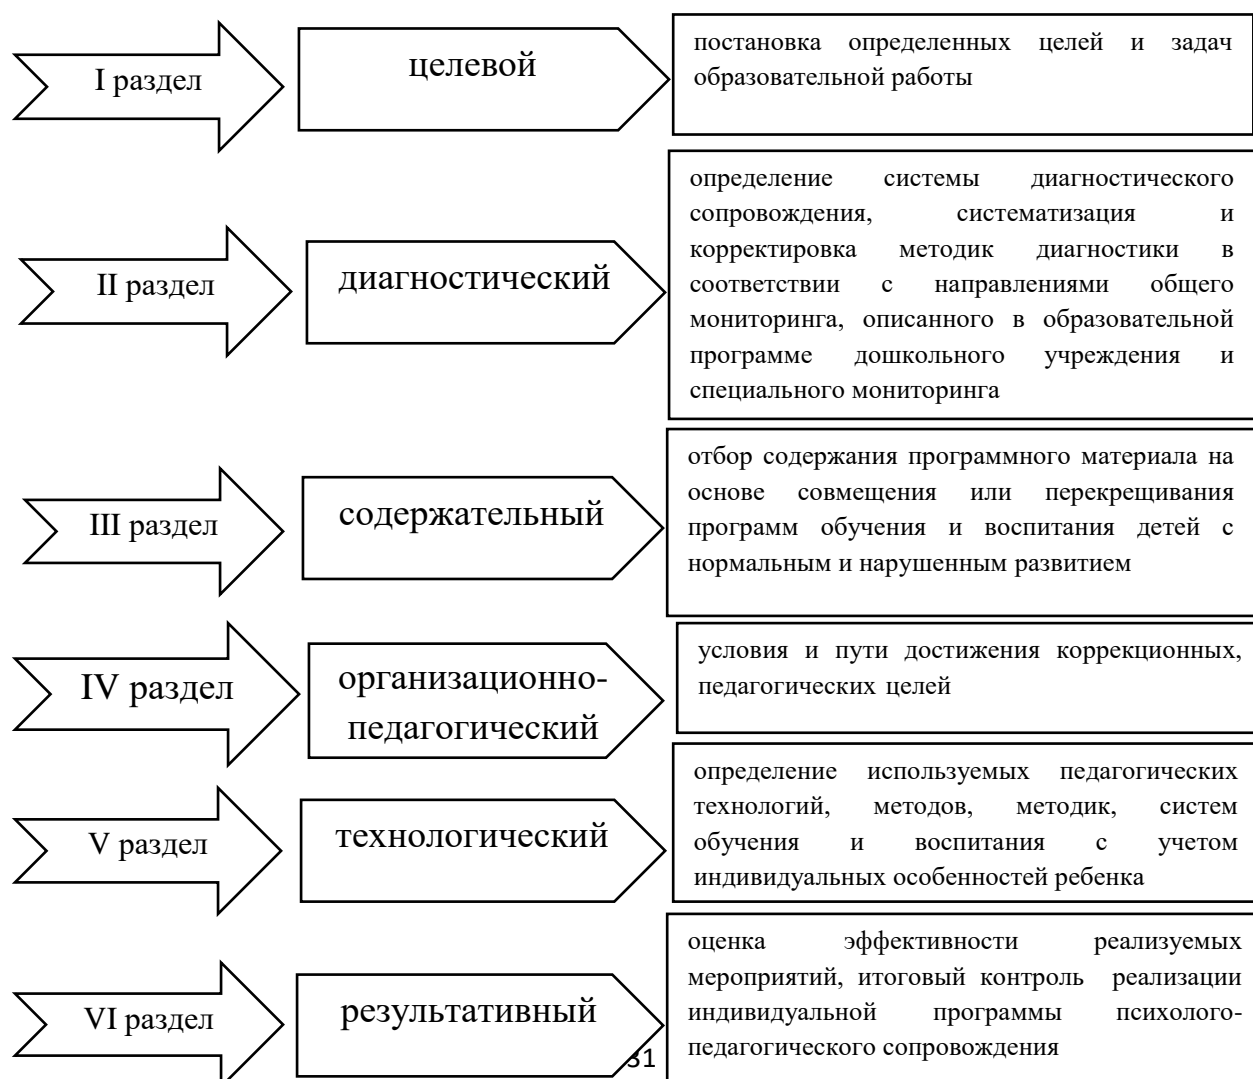 I раздел
целевой
постановка определенных целей и задач
образовательной работы
II раздел
диагностический
определение системы диагностического
сопровождения, систематизация и
корректировка методик диагностики в
соответствии с направлениями общего
мониторинга, описанного в образовательной
программе дошкольного учреждения и
специального мониторинга
III раздел
содержательный
отбор содержания программного материала на
основе совмещения или перекрещивания
программ обучения и воспитания детей с
нормальным и нарушенным развитием
IV раздел
организационно-
педагогический
условия и пути достижения коррекционных,
педагогических целей
V раздел
технологический
определение используемых педагогических
технологий, методов, методик, систем
обучения и воспитания с учетом
индивидуальных особенностей ребенка
VI раздел
результативный
оценка эффективности реализуемых
мероприятий, итоговый контроль реализации
индивидуальной программы психолого-
педагогического сопровождения
31